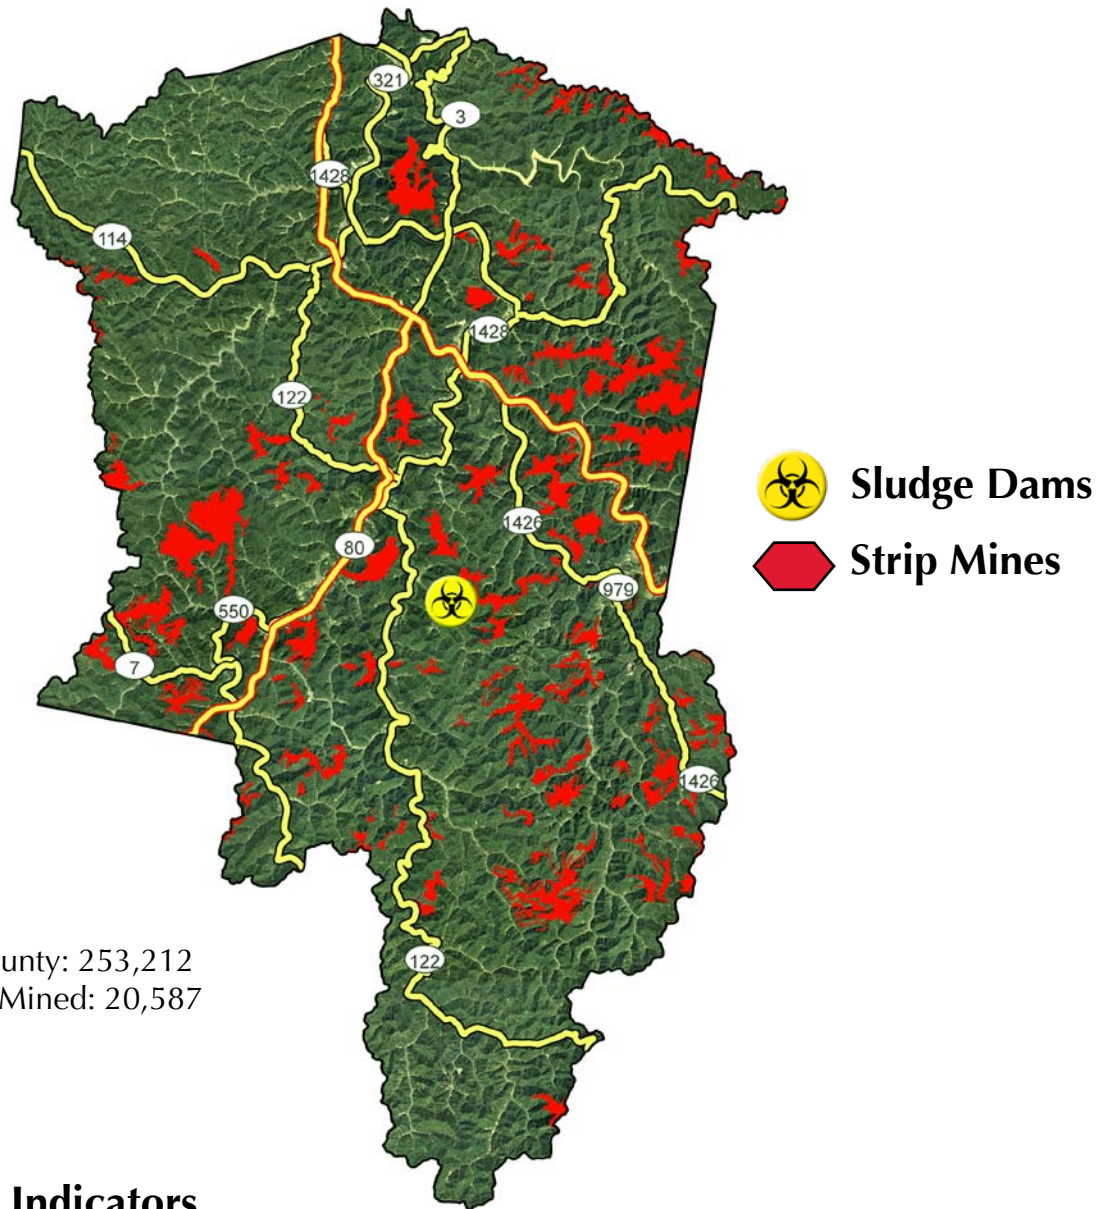 321
3
1428
114
1428
122
1426
80
979
550
7
1426
122
Sludge Dams
Strip Mines
unty: 253,212
Mined: 20,587
Indicators